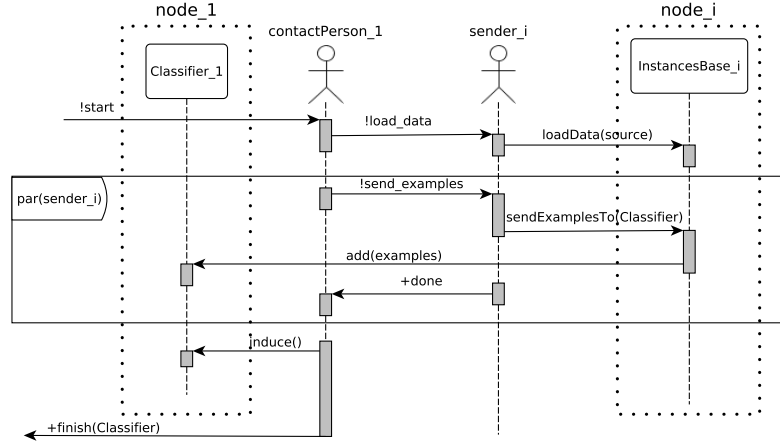 node_1
node_i
contactPerson_1
sender_i
Classifier_1
InstancesBase_i
!start
!load_data
loadData(source)
par(sender_i)
!send_examples
sendExamplesTo(Classifier)
add(examples)
+done
induce()
+finish(Classifier)